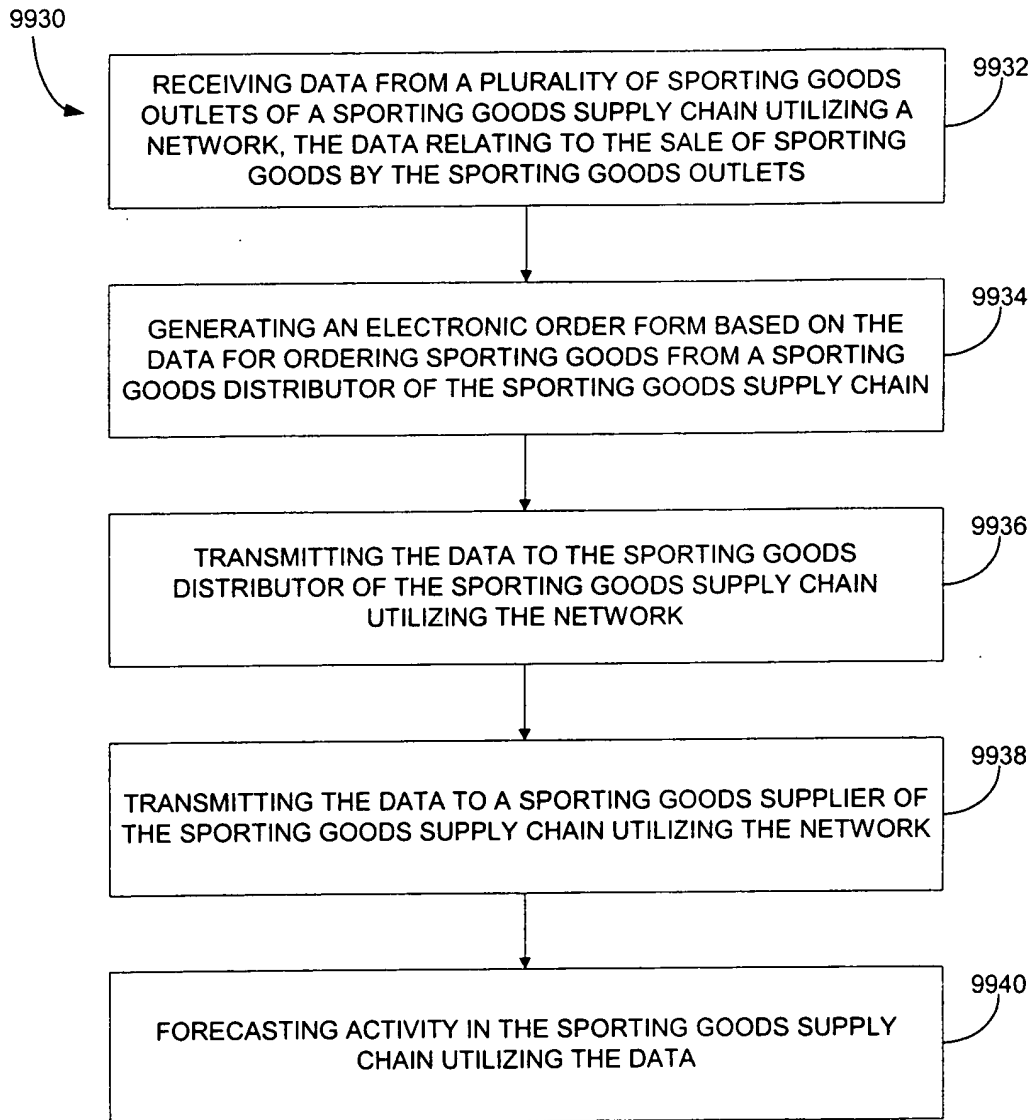 9930
RECEIVING DATA FROM A PLURALITY OF SPORTING GOODS
OUTLETS OF A SPORTING GOODS SUPPLY CHAIN UTILIZING A
NETWORK, THE DATA RELATING TO THE SALE OF SPORTING
GOODS BY THE SPORTING GOODS OUTLETS
9932
GENERATING AN ELECTRONIC ORDER FORM BASED ON THE
DATA FOR ORDERING SPORTING GOODS FROM A SPORTING
GOODS DISTRIBUTOR OF THE SPORTING GOODS SUPPLY CHAIN
9934
TRANSMITTING THE DATA TO THE SPORTING GOODS
DISTRIBUTOR OF THE SPORTING GOODS SUPPLY CHAIN
UTILIZING THE NETWORK
9936
TRANSMITTING THE DATA TO A SPORTING GOODS SUPPLIER OF
THE SPORTING GOODS SUPPLY CHAIN UTILIZING THE NETWORK
9938
FORECASTING ACTIVITY IN THE SPORTING GOODS SUPPLY
CHAIN UTILIZING THE DATA
9940